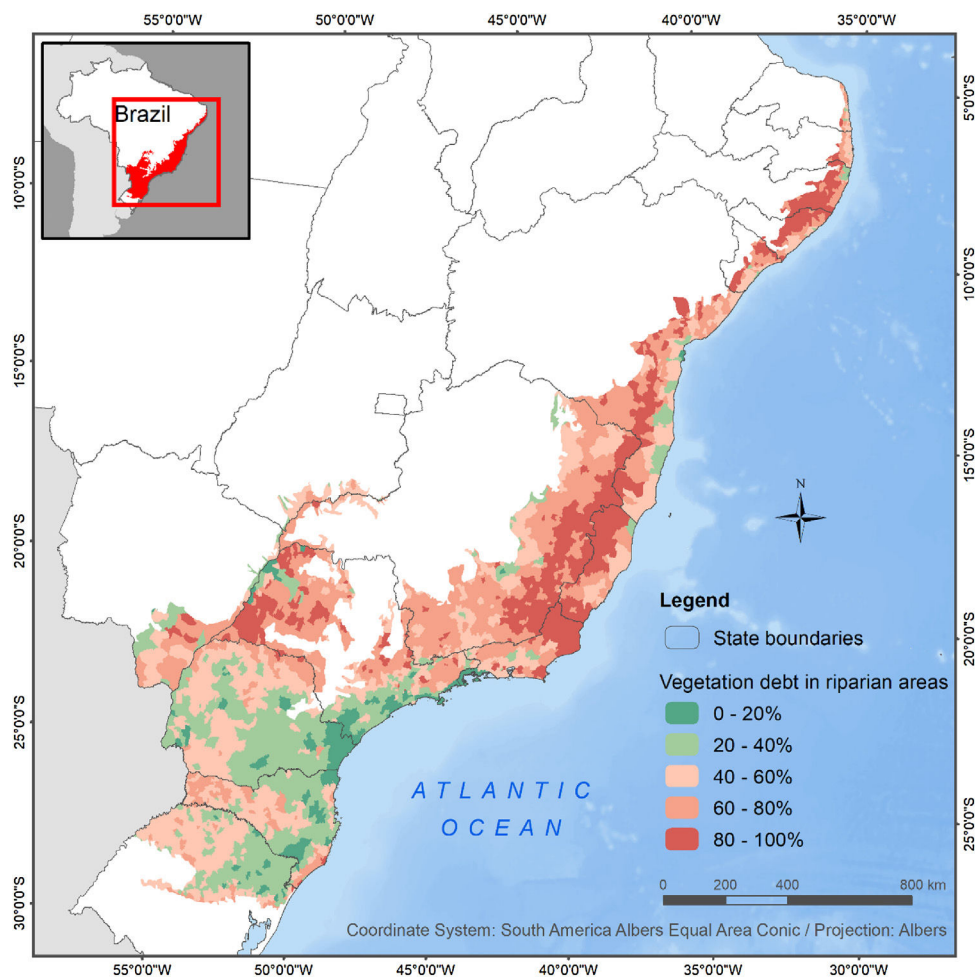 55°0'0"W 50°0'0"W 45°0'0"W 40°0'0"W 35°0'0"W
Brazil
5°0'0"S
10°0'0"S
10°0'0"S
15°0'0"S
15°0'0"S
N
20°0'0"S
Legend
State boundaries
20°0'0"S
Vegetation debt in riparian areas
0 - 20%
25°0'0"S
20 - 40%
40 - 60%
ATLANTIC
60 - 80%
OCEAN
25°0'0"S
80 - 100%
0 200 400 800 km
30°0'0"S
Coordinate System: South America Albers Equal Area Conic / Projection: Albers
55°0'0"W 50°0'0"W 45°0'0"W 40°0'0"W 35°0'0"W 30°0'0"W